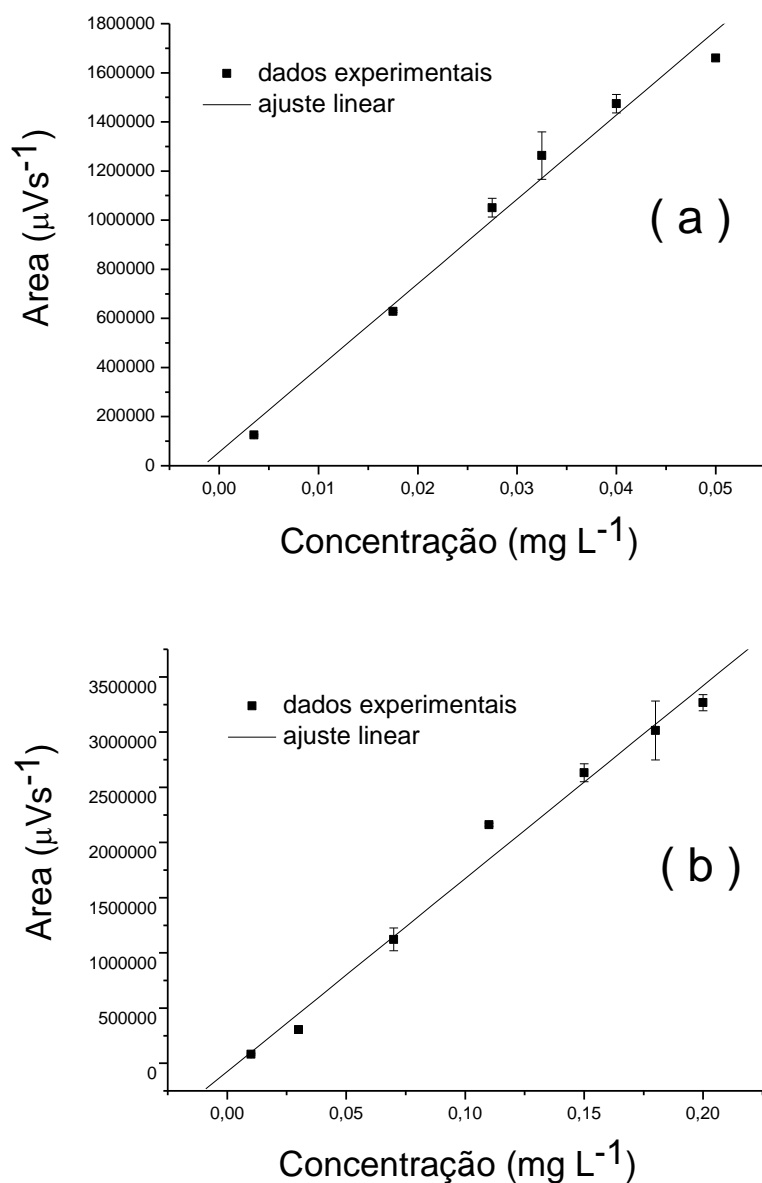 1800000
1600000
1400000
1200000
1000000
800000
600000
400000
200000
0
Area (µVs-1)
dados experimentais
ajuste linear
( a )
0,00 0,01 0,02 0,03 0,04 0,05
Concentração (mg L-1)
3500000
3000000
2500000
2000000
1500000
1000000
500000
0
Area (µVs-1)
dados experimentais
ajuste linear
( b )
0,00 0,05 0,10 0,15 0,20
Concentração (mg L-1)